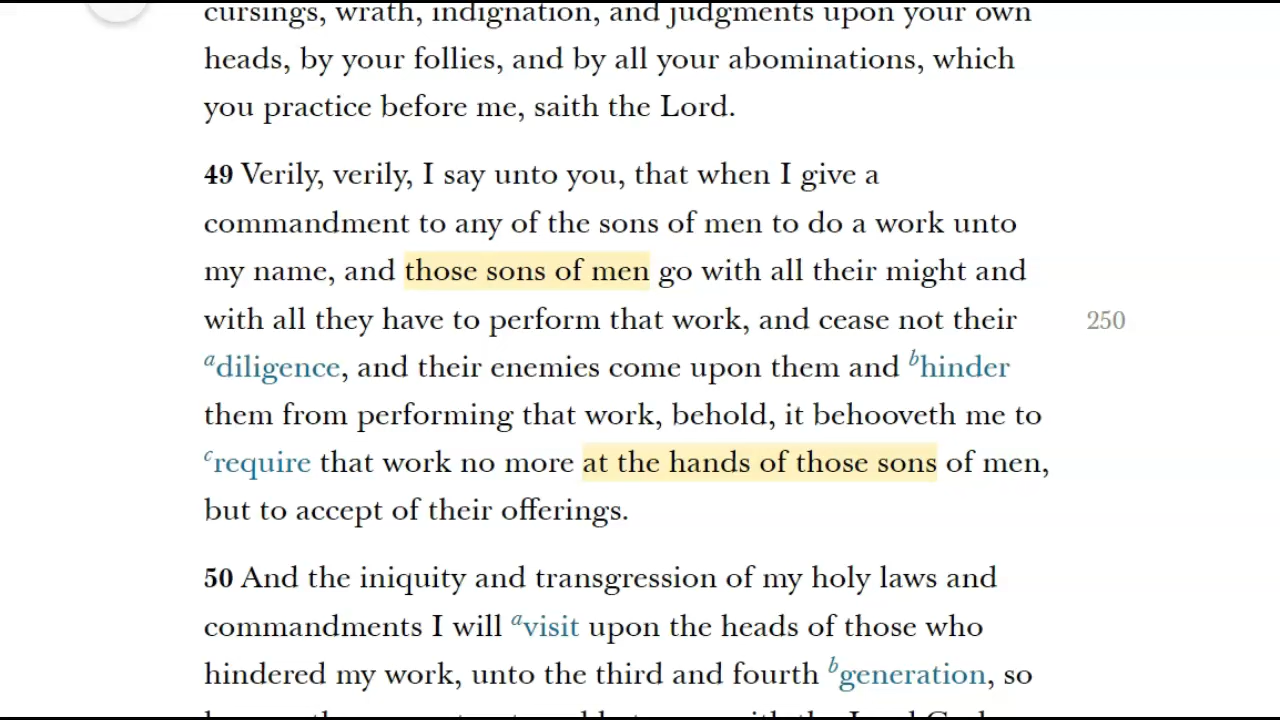 cursings, wrath, indignation, and judgments upon your own
heads, by your follies, and by all your abominations, which
you practice before me, saith the Lord.
49 Verily, verily, I say unto you, that when I give a
commandment to any of the sons of men to do a work unto
my name, and those sons of men go with all their might and
with all they have to perform that work, and cease not their
250
a diligence, and their enemies come upon them and b hinder
them from performing that work, behold, it behooveth me to
c require that work no more at the hands of those sons of men,
but to accept of their offerings.
50 And the iniquity and transgression of my holy laws and
commandments I will a visit upon the heads of those who
hindered my work, unto the third and fourth b generation, so